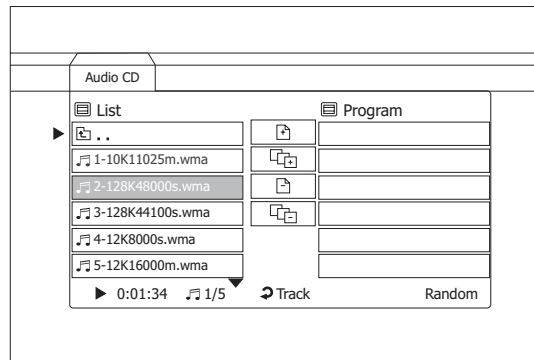 Audio CD
List
Program
..
1-10K11025m.wma
2-128K48000s.wma
3-128K44100s.wma
4-12K8000s.wma
5-12K16000m.wma
0:01:34 1/5 Track Random